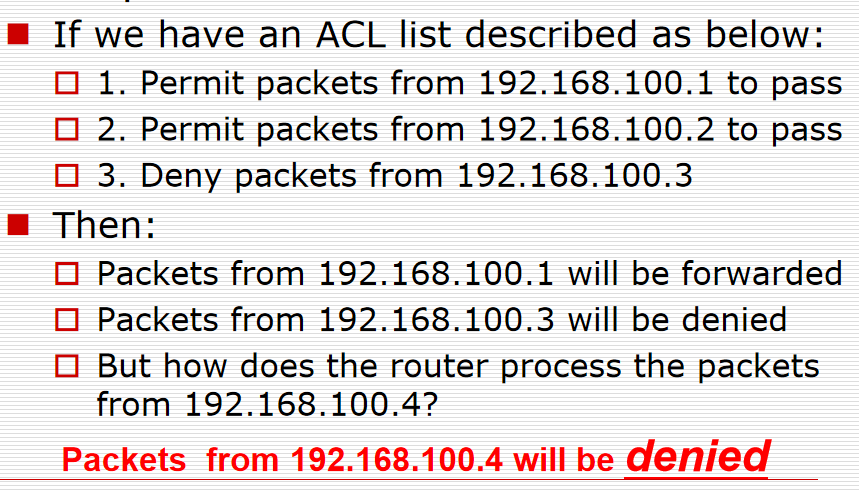 If we have an ACL list described as below:
1. Permit packets from 192.168.100.1 to pass
2. Permit packets from 192.168.100.2 to pass
3. Deny packets from 192.168.100.3
Then:
Packets from 192.168.100.1 will be forwarded
Packets from 192.168.100.3 will be denied
But how does the router process the packets
from 192.168.100.4?
Packets from 192.168.100.4 will be denied